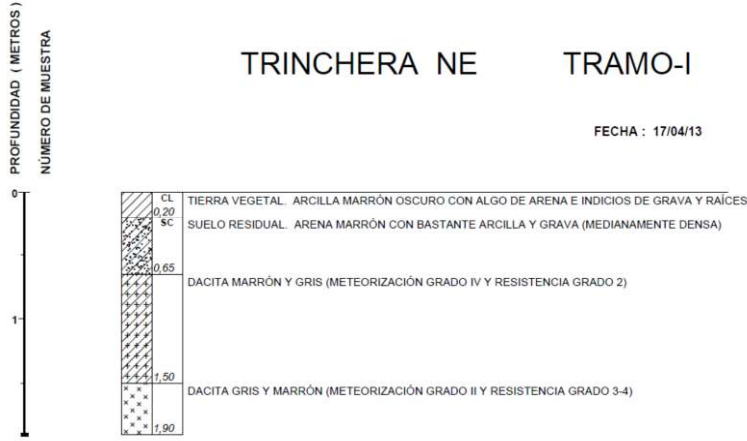 PROFUNDIDAD ( METROS )
NÚMERO DE MUESTRA
TRINCHERA NE TRAMO-I
FECHA : 17/04/13
0
CL TIERRA VEGETAL. ARCILLA MARRÓN OSCURO CON ALGO DE ARENA E INDICIOS DE GRAVA Y RAÍCES
0,20
SC SUELO RESIDUAL. ARENA MARRÓN CON BASTANTE ARCILLA Y GRAVA (MEDIANAMENTE DENSA)
0,65
DACITA MARRÓN Y GRIS (METEORIZACIÓN GRADO IV Y RESISTENCIA GRADO 2)
1
1,50
DACITA GRIS Y MARRÓN (METEORIZACIÓN GRADO II Y RESISTENCIA GRADO 3-4)
1,90